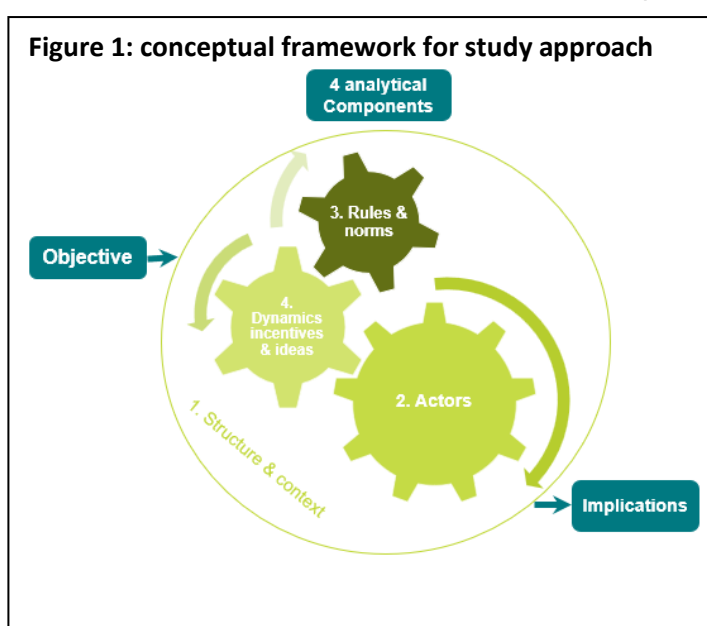 Figure 1: conceptual framework for study approach
4 analytical
Components
3. Rules &
norms
Objective
4.
Dynamics
incentives
& ideas
2. Actors
1. Structure & context
Implications